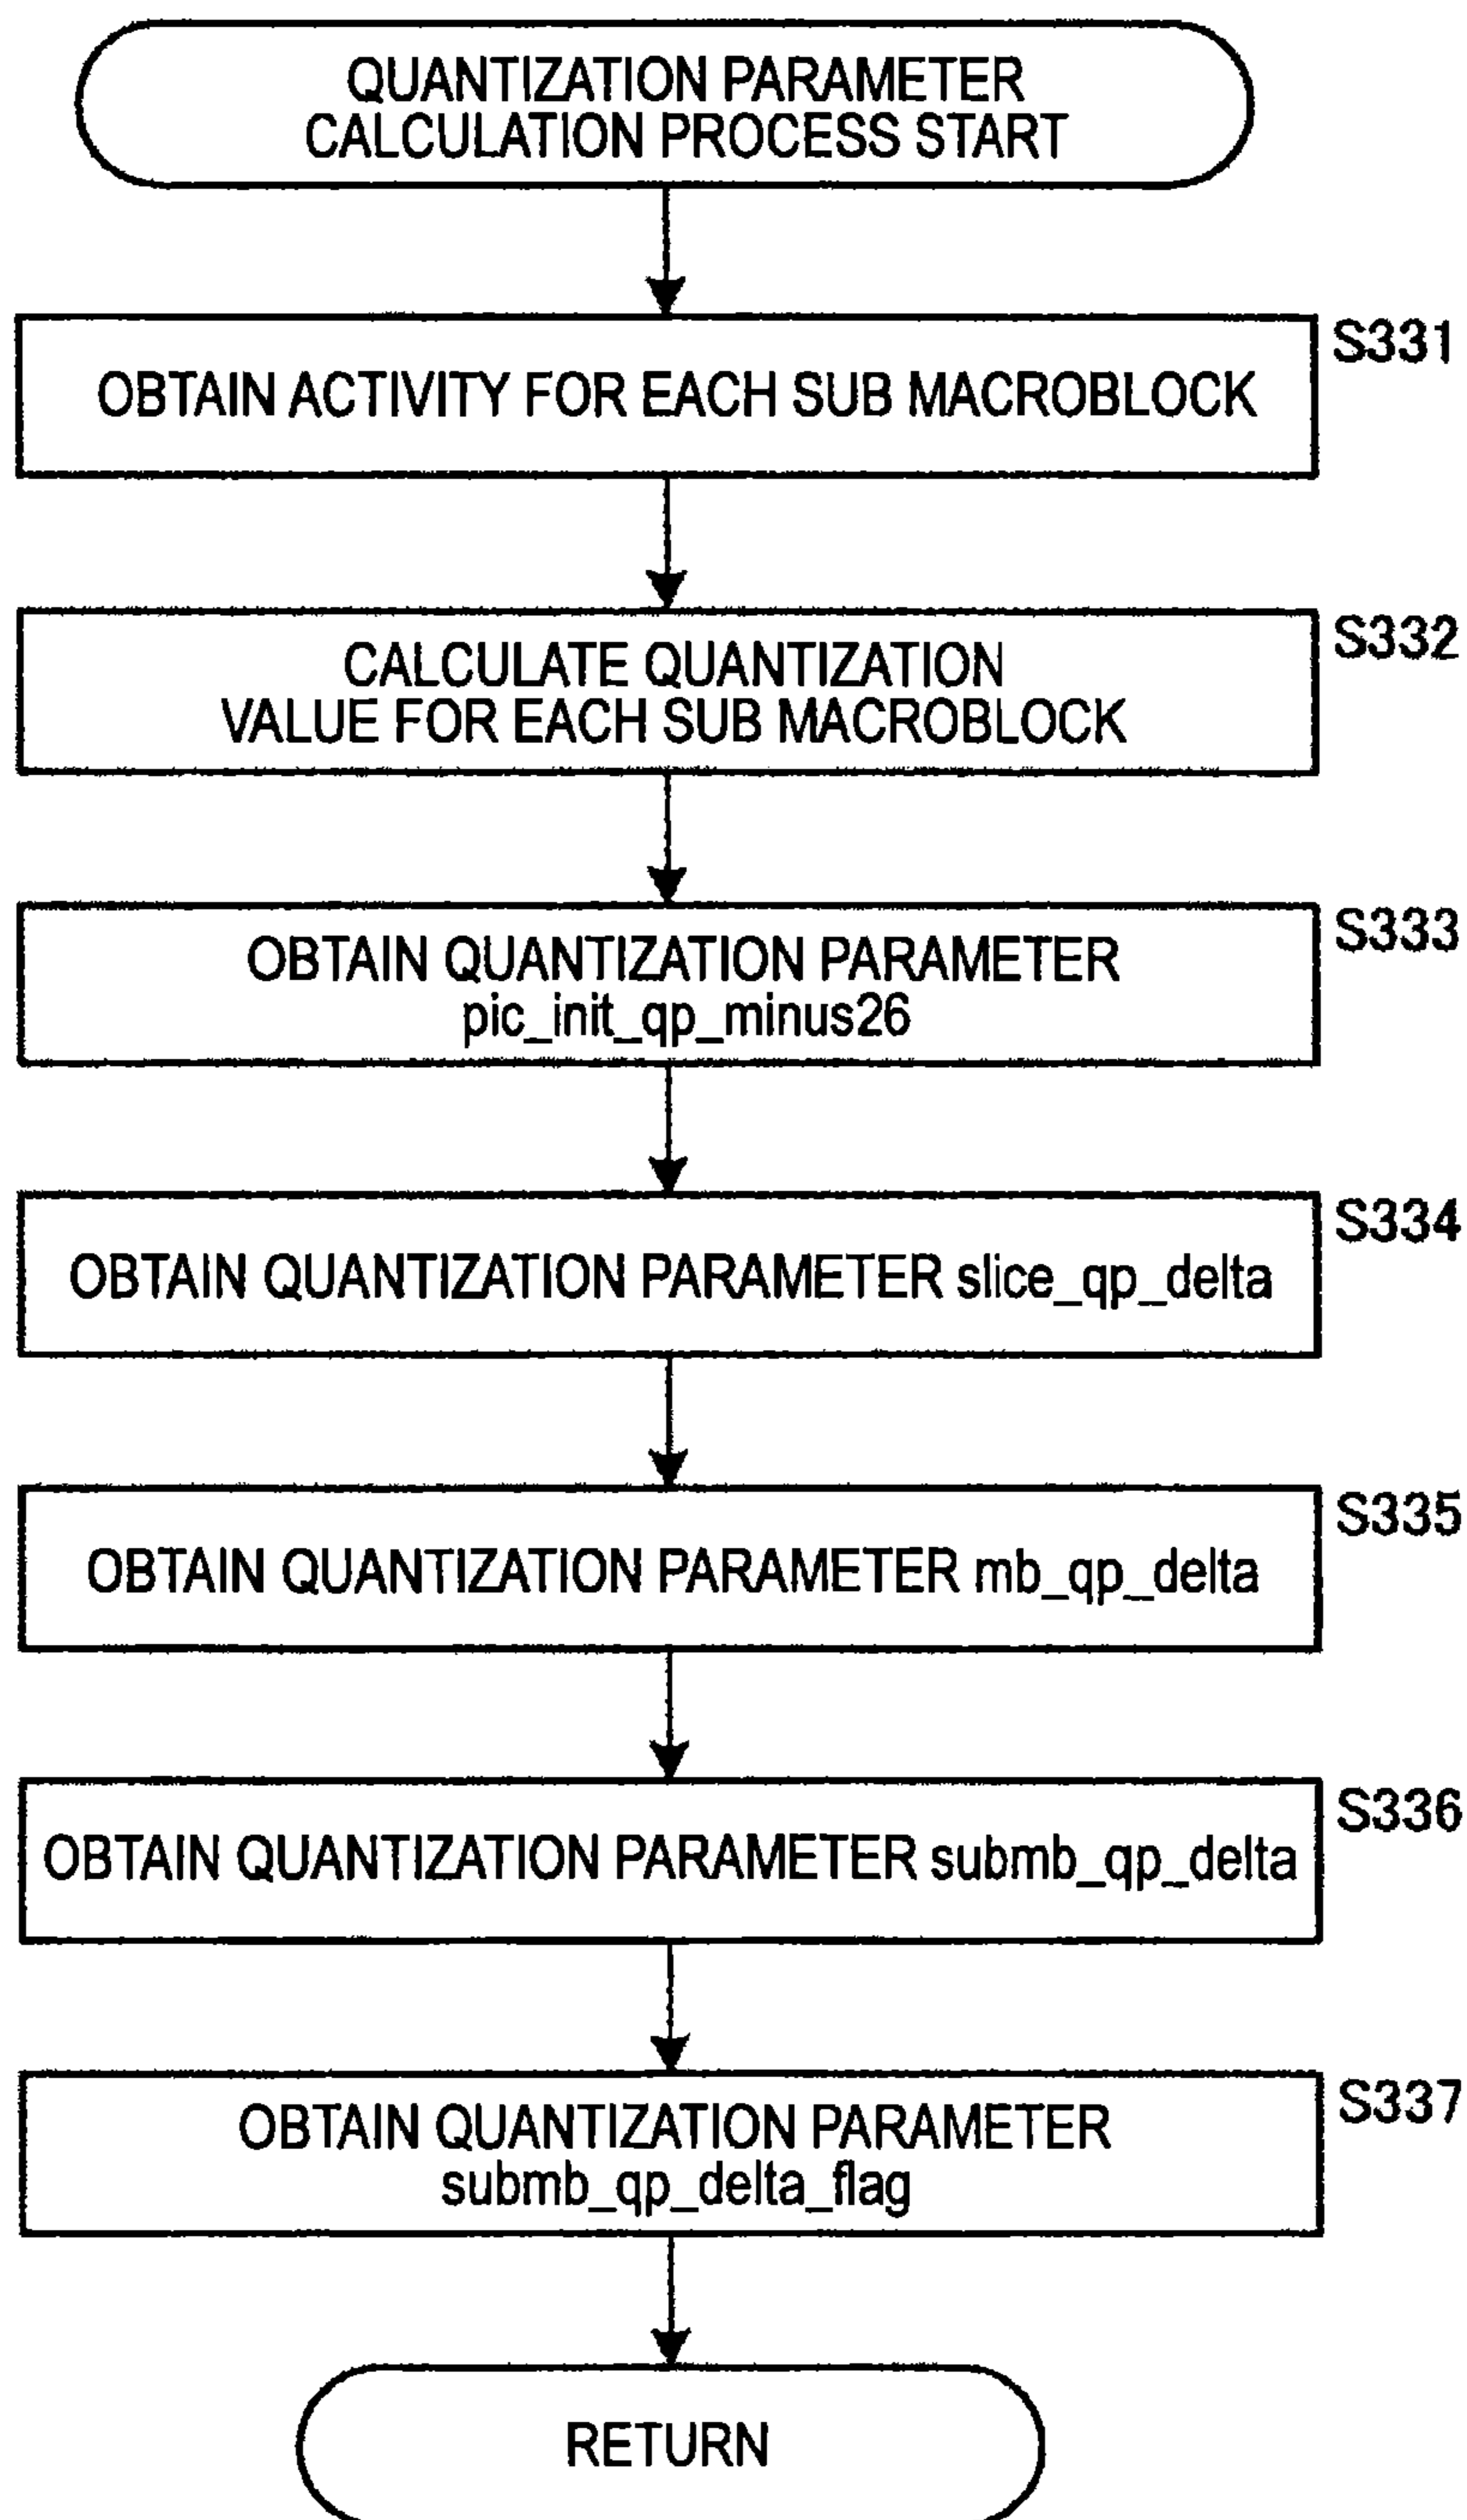 QUANTIZATION PARAMETER
CALCULATION PROCESS START
S331
OBTAIN ACTIVITY FOR EACH SUB MACROBLOCK
S332
CALCULATE QUANTIZATION
VALUE FOR EACH SUB MACROBLOCK
S333
OBTAIN QUANTIZATION PARAMETER
pic_init_qp_minus26
S334
OBTAIN QUANTIZATION PARAMETER slice_qp_delta
S335
OBTAIN QUANTIZATION PARAMETER mb_qp_delta
S336
OBTAIN QUANTIZATION PARAMETER submb_qp_delta
S337
OBTAIN QUANTIZATION PARAMETER
submb_qp_delta_flag
RETURN